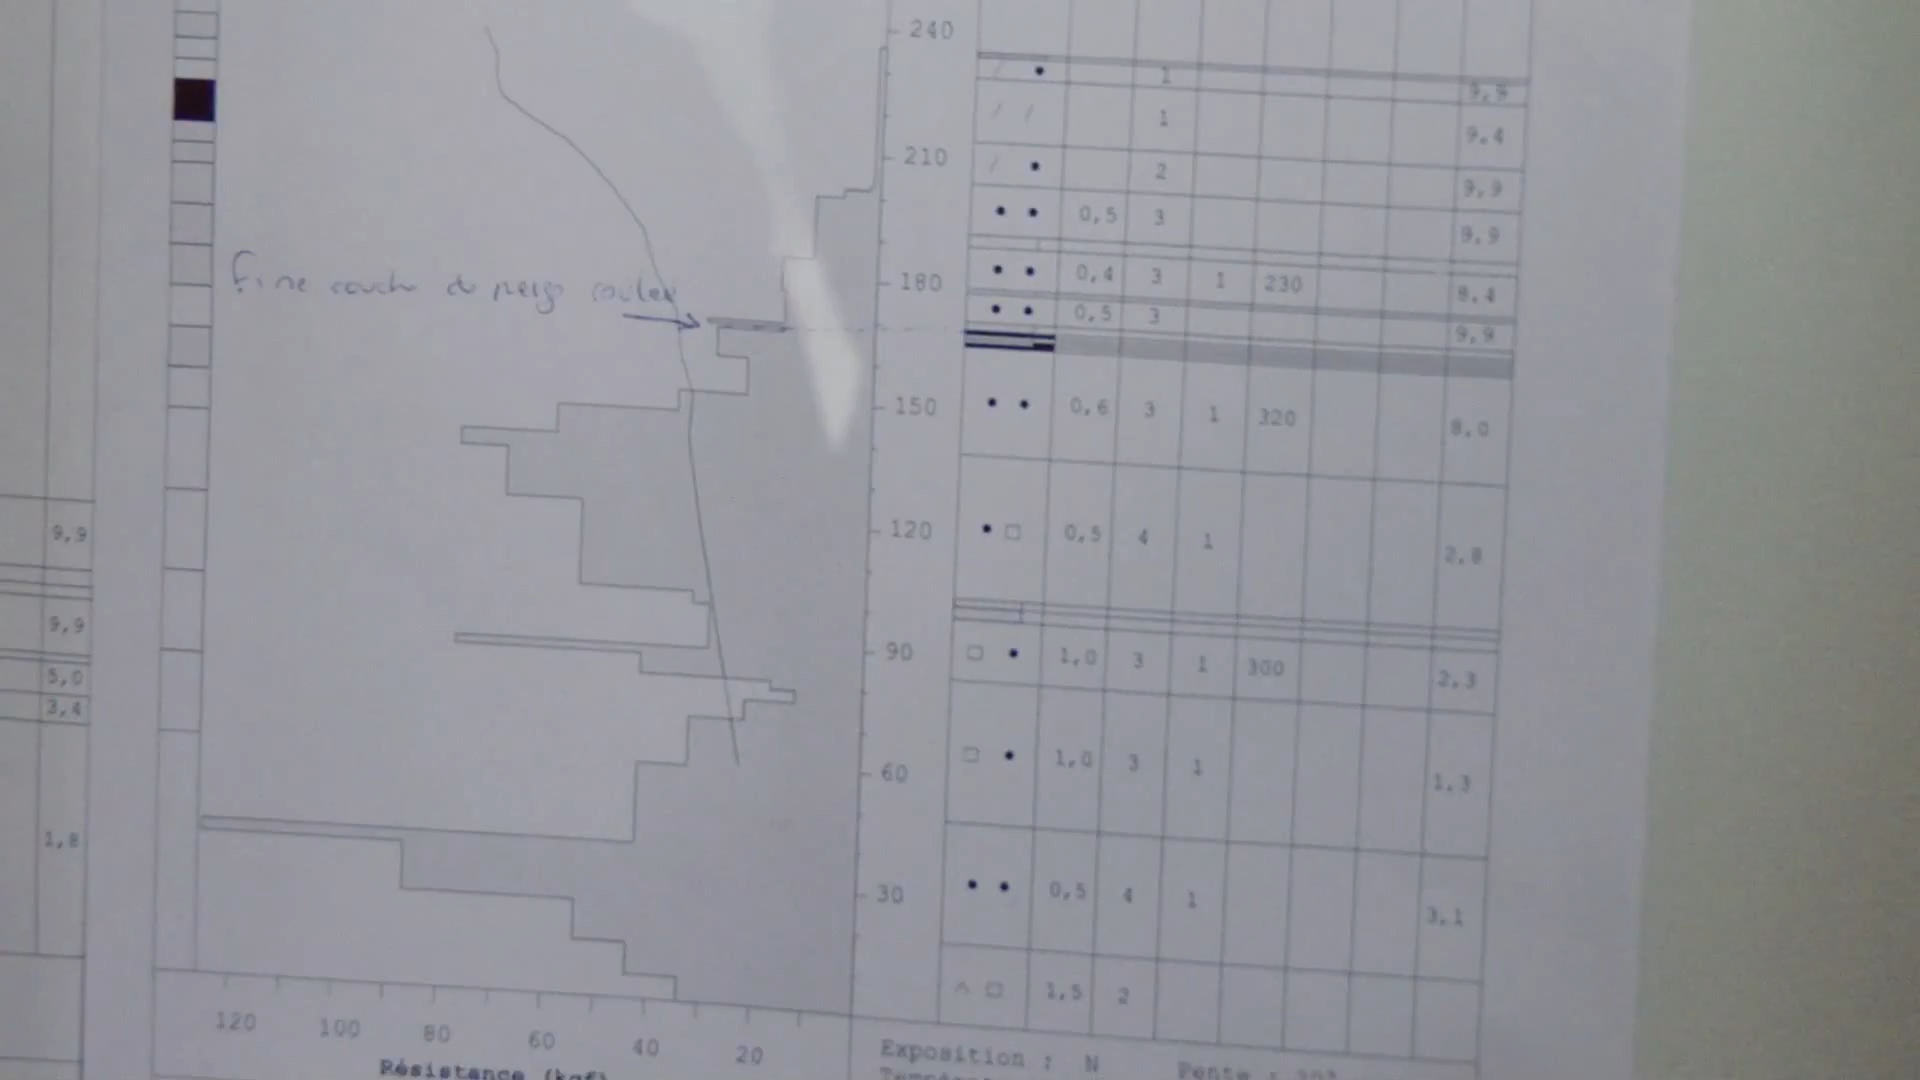 240
1 9,9
1 9.4
210
2 9,9
0,5 3 9,9
Fine couche de neige
180 0,4 3 1 230 8.4
0,5 3 9,9
150 0,6 3 1 320 8,0
9,9 120 0,5 4 1 2,8
9,9 90 1,0 3 1 300 2,3
5,0
3,4
60 1,0 3 1 1,3
1,8
30 0,5 4 1 3,1
^ 1,5 2
120 100 80 60 40 20
Résistance (kgf)
Exposition : N Pente :